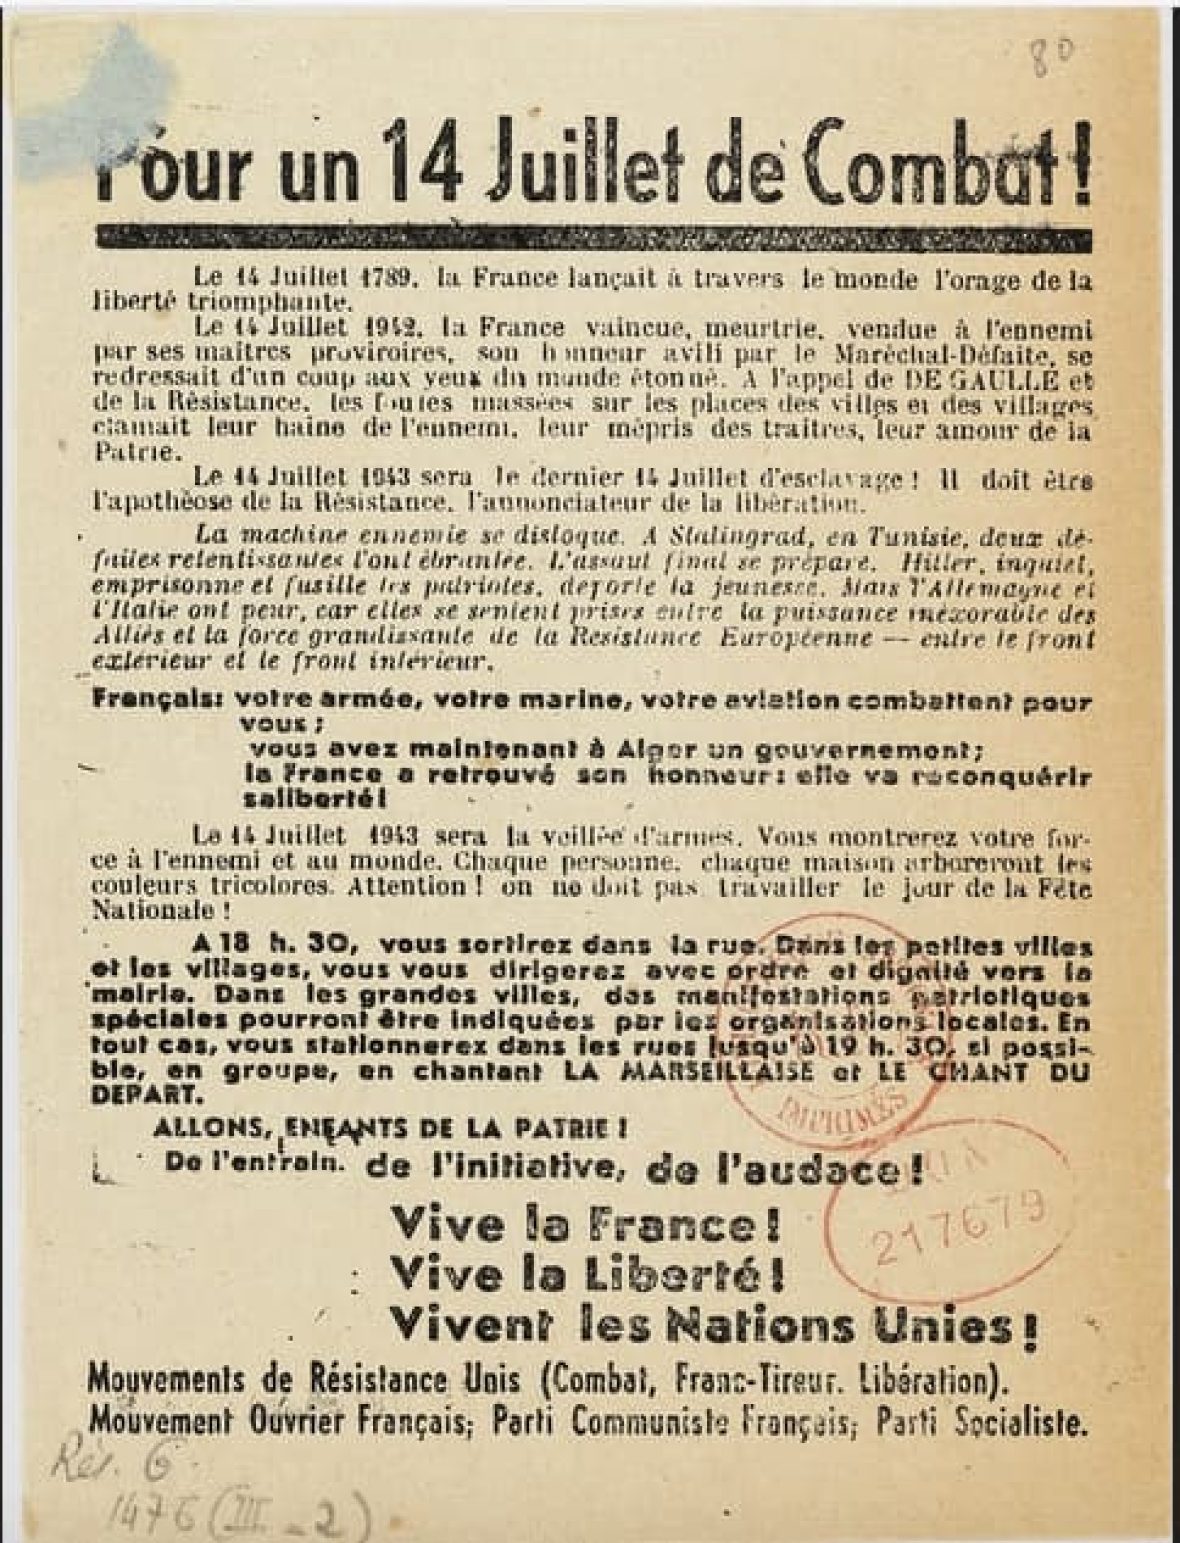 80
Pour un 14 Juillet de Combat !
Le 14 Juillet 1789, la France lançait à travers le monde l'orage de la
liberté triomphante.
Le 14 Juillet 1942, la France vaincue, meurtrie, vendue à l'ennemi
par ses maitres proviroires, son honneur avili par le Maréchal-Défaite, se
redressait d'un coup aux yeux du monde étonné. A l'appel de DE GAULLE et
de la Résistance, les foules massées sur les places des villes et des villages
clamait leur haine de l'ennemi, leur mépris des traitres, leur amour de la
Patrie.
Le 14 Juillet 1943 sera le dernier 14 Juillet d'esclavage ! Il doit être
l'apothéose de la Résistance, l'annonciateur de la libération.
La machine ennemie se disloque. A Stalingrad, en Tunisie, deux dé-
faites retentissantes l'ont ébranlée. L'assaut final se prépare. Hitler, inquiet,
emprisonne et fusille les patriotes, deporte la jeunesse. Mais l'Allemagne et
l'Italie ont peur, car elles se sentent prises entre la puissance inéxorable des
Alliés et la force grandissante de la Resistance Européenne — entre le front
extérieur et le front intérieur.
Français: votre armée, votre marine, votre aviation combattent pour
vous ;
vous avez maintenant à Alger un gouvernement;
la France a retrouvé son honneur: elle va reconquérir
saliberté!
Le 14 Juillet 1943 sera la veillée d'armes. Vous montrerez votre for-
ce à l'ennemi et au monde. Chaque personne, chaque maison arboreront les
couleurs tricolores. Attention ! on ne doit pas travailler le jour de la Fête
Nationale !
A 18 h. 30, vous sortirez dans la rue. Dans les petites villes
et les villages, vous vous dirigerez avec ordre et dignité vers la
mairie. Dans les grandes villes, des manifestations patriotiques
spéciales pourront être indiquées par les organisations locales. En
tout cas, vous stationnerez dans les rues jusqu'à 19 h. 30, si possi-
ble, en groupe, en chantant LA MARSEILLAISE et LE CHANT DU
DEPART.
IMPRIMÉS
ALLONS, ENFANTS DE LA PATRIE !
De l'entrain, de l'initiative, de l'audace !
DON
217679
Vive la France !
Vive la Liberté !
Vivent les Nations Unies !
Mouvements de Résistance Unis (Combat, Franc-Tireur, Libération).
Mouvement Ouvrier Français; Parti Communiste Français; Parti Socialiste.
Rés. G.
1476 (III - 2)